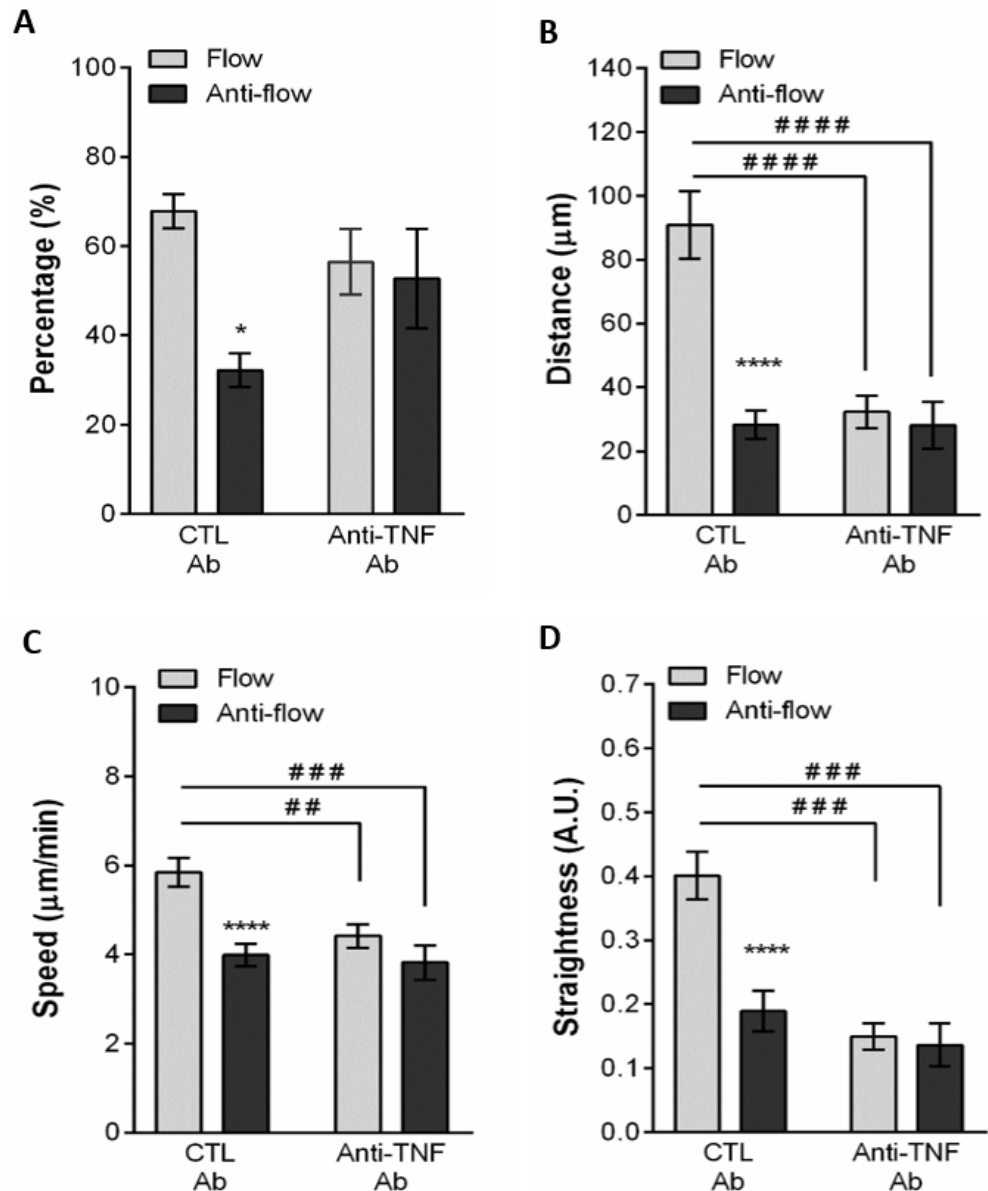 A
Flow
Anti-flow
Percentage (%)
100
80
60
40
20
0
*
CTL
Ab
Anti-TNF
Ab
B
Flow
Anti-flow
Distance (μm)
140
120
100
80
60
40
20
0
####
####
****
CTL
Ab
Anti-TNF
Ab
C
Flow
Anti-flow
Speed (μm/min)
10
8
6
4
2
0
###
##
****
CTL
Ab
Anti-TNF
Ab
D
Flow
Anti-flow
Straightness (A.U.)
0.7
0.6
0.5
0.4
0.3
0.2
0.1
0.0
###
###
****
CTL
Ab
Anti-TNF
Ab